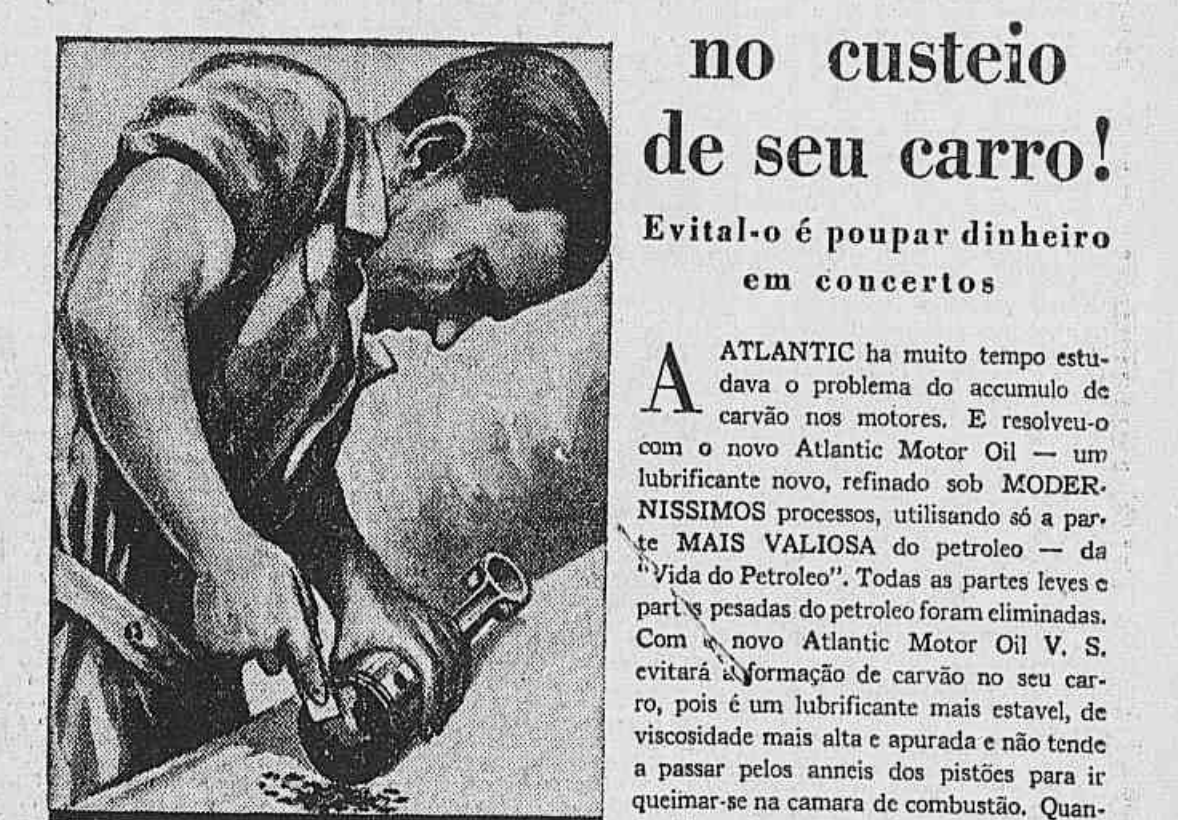 no custeio
de seu carro!
Evital-o é poupar dinheiro
em concertos
A ATLANTIC ha muito tempo estu-
dava o problema do accumulo de
carvão nos motores. E resolveu-o
com o novo Atlantic Motor Oil — um
lubrificante novo, refinado sob MODER-
NISSIMOS processos, utilisando só a par-
te MAIS VALIOSA do petroleo — da
"Vida do Petroleo". Todas as partes leves e
partes pesadas do petroleo foram eliminadas.
Com o novo Atlantic Motor Oil V. S.
evitará a formação de carvão no seu car-
ro, pois é um lubrificante mais estavel, de
viscosidade mais alta e apurada e não tende
a passar pelos anneis dos pistões para ir
queimar-se na camara de combustão. Quan-